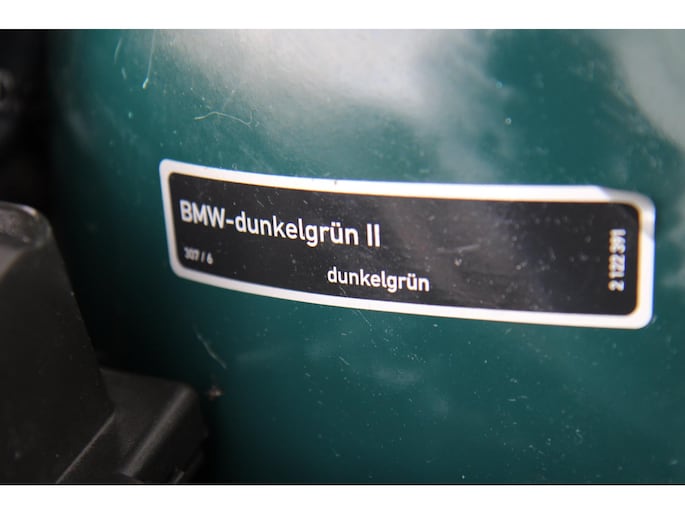 BMW-dunkelgrün II
307 / 6
dunkelgrün
2 122 391